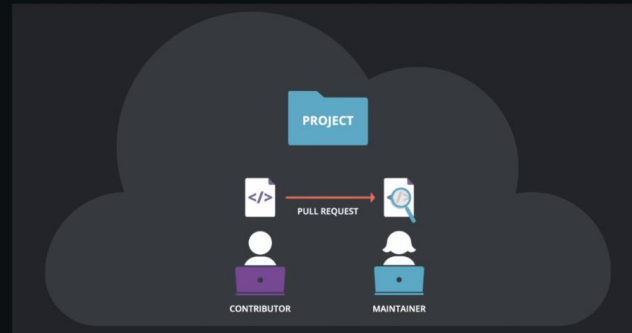 PROJECT
</>
PULL REQUEST
</>
CONTRIBUTOR
MAINTAINER